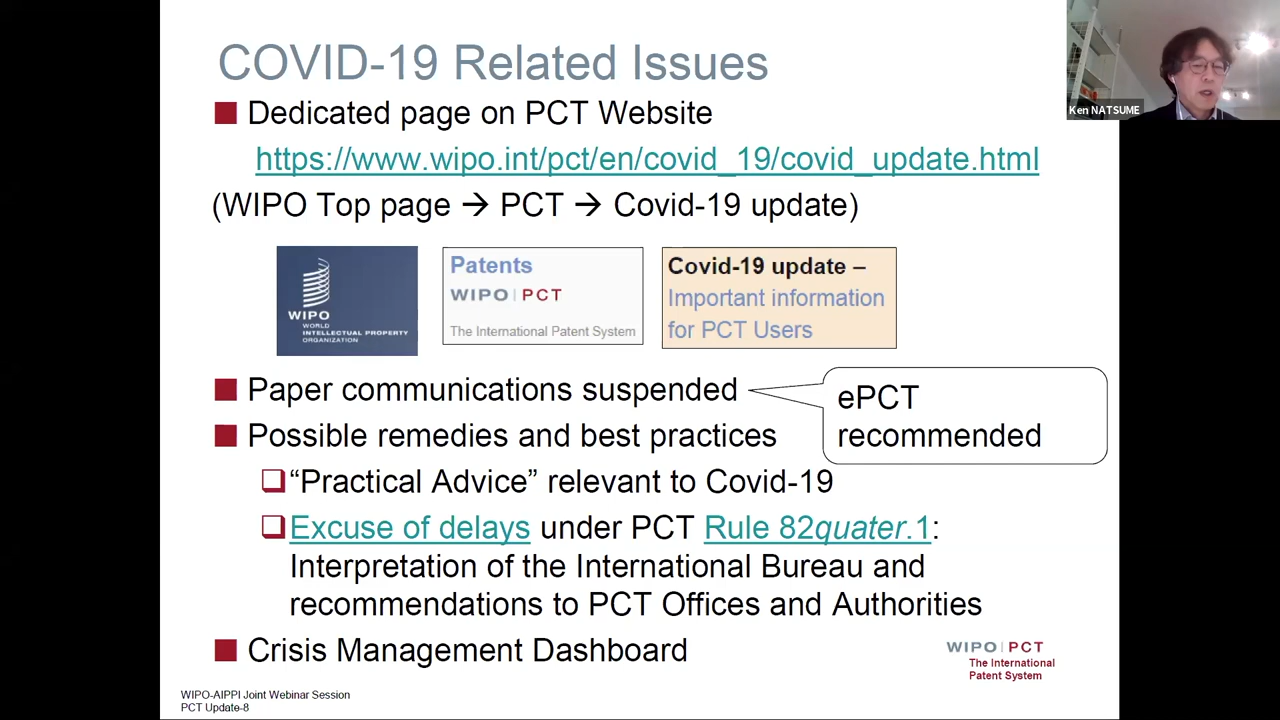 COVID-19 Related Issues
Dedicated page on PCT Website
https://www.wipo.int/pct/en/covid_19/covid_update.html
(WIPO Top page → PCT → Covid-19 update)
WIPO
WORLD
INTELLECTUAL PROPERTY
ORGANIZATION
Patents
WIPO|PCT
The International Patent System
Covid-19 update –
Important information
for PCT Users
Paper communications suspended
ePCT
recommended
Possible remedies and best practices
“Practical Advice” relevant to Covid-19
Excuse of delays under PCT Rule 82quater.1:
Interpretation of the International Bureau and
recommendations to PCT Offices and Authorities
Crisis Management Dashboard
WIPO|PCT
The International
Patent System
WIPO-AIPPI Joint Webinar Session
PCT Update-8
Ken NATSUME